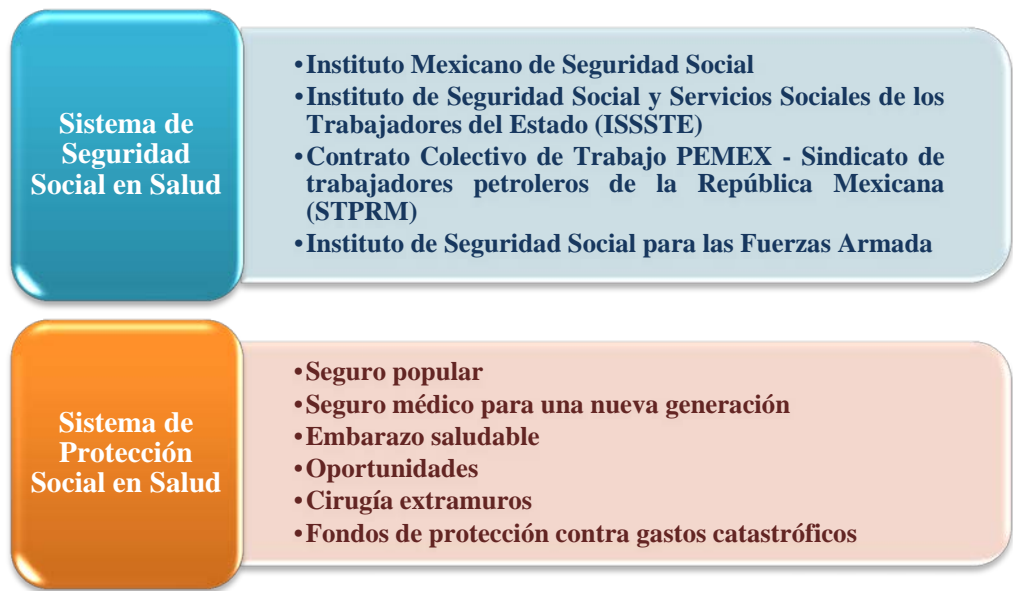 Sistema de
Seguridad
Social en Salud
•Instituto Mexicano de Seguridad Social
•Instituto de Seguridad Social y Servicios Sociales de los
Trabajadores del Estado (ISSSTE)
•Contrato Colectivo de Trabajo PEMEX - Sindicato de
trabajadores petroleros de la República Mexicana
(STPRM)
•Instituto de Seguridad Social para las Fuerzas Armada
Sistema de
Protección
Social en Salud
•Seguro popular
•Seguro médico para una nueva generación
•Embarazo saludable
•Oportunidades
•Cirugía extramuros
•Fondos de protección contra gastos catastróficos